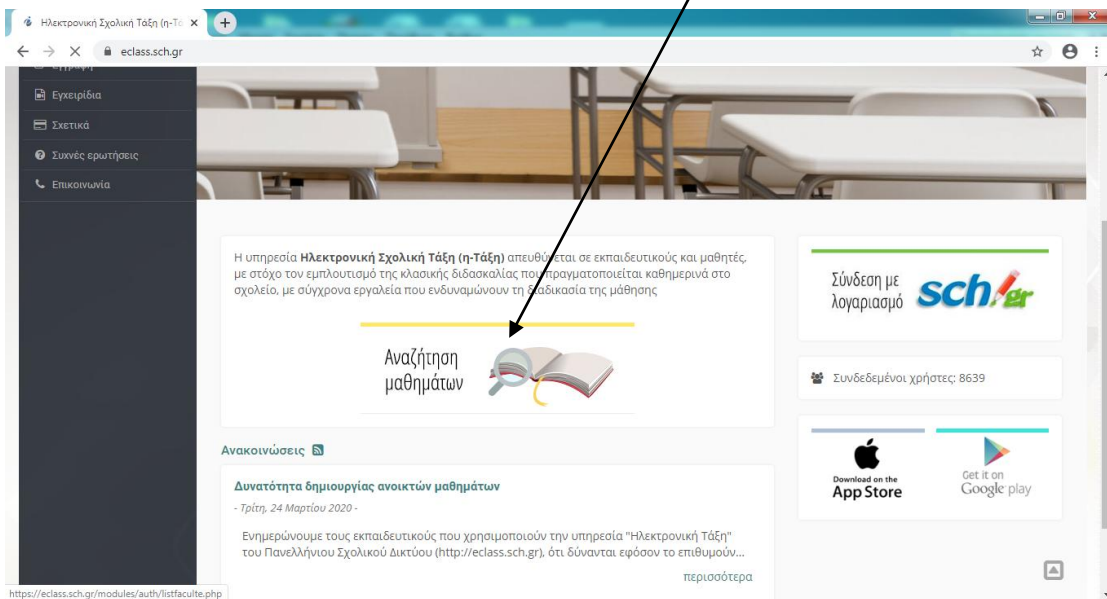 Ηλεκτρονική Σχολική Τάξη (η-Τά
eclass.sch.gr
Εγγραφή
Εγχειρίδια
Σχετικά
Συχνές ερωτήσεις
Επικοινωνία
Η υπηρεσία Ηλεκτρονική Σχολική Τάξη (η-Τάξη) απευθύνεται σε εκπαιδευτικούς και μαθητές,
με στόχο τον εμπλουτισμό της κλασικής διδασκαλίας που πραγματοποιείται καθημερινά στο
σχολείο, με σύγχρονα εργαλεία που ενδυναμώνουν τη διαδικασία της μάθησης
Αναζήτηση
μαθημάτων
Ανακοινώσεις
Δυνατότητα δημιουργίας ανοικτών μαθημάτων
- Τρίτη, 24 Μαρτίου 2020 -
Ενημερώνουμε τους εκπαιδευτικούς που χρησιμοποιούν την υπηρεσία "Ηλεκτρονική Τάξη"
του Πανελλήνιου Σχολικού Δικτύου (http://eclass.sch.gr), ότι δύνανται εφόσον το επιθυμούν...
περισσότερα
Σύνδεση με
λογαριασμό sch.gr
Συνδεδεμένοι χρήστες: 8639
Download on the
App Store
Get it on
Google play
https://eclass.sch.gr/modules/auth/listfaculte.php